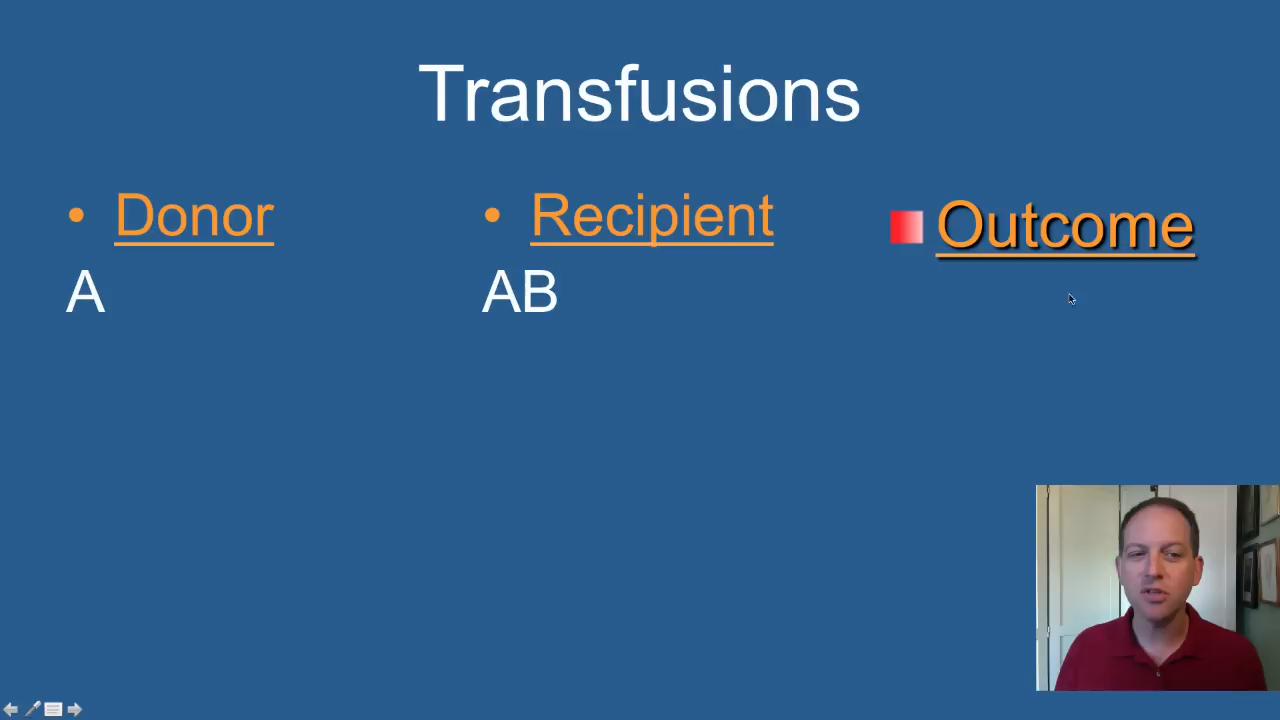 Transfusions
• Donor
• Recipient
Outcome
A
AB